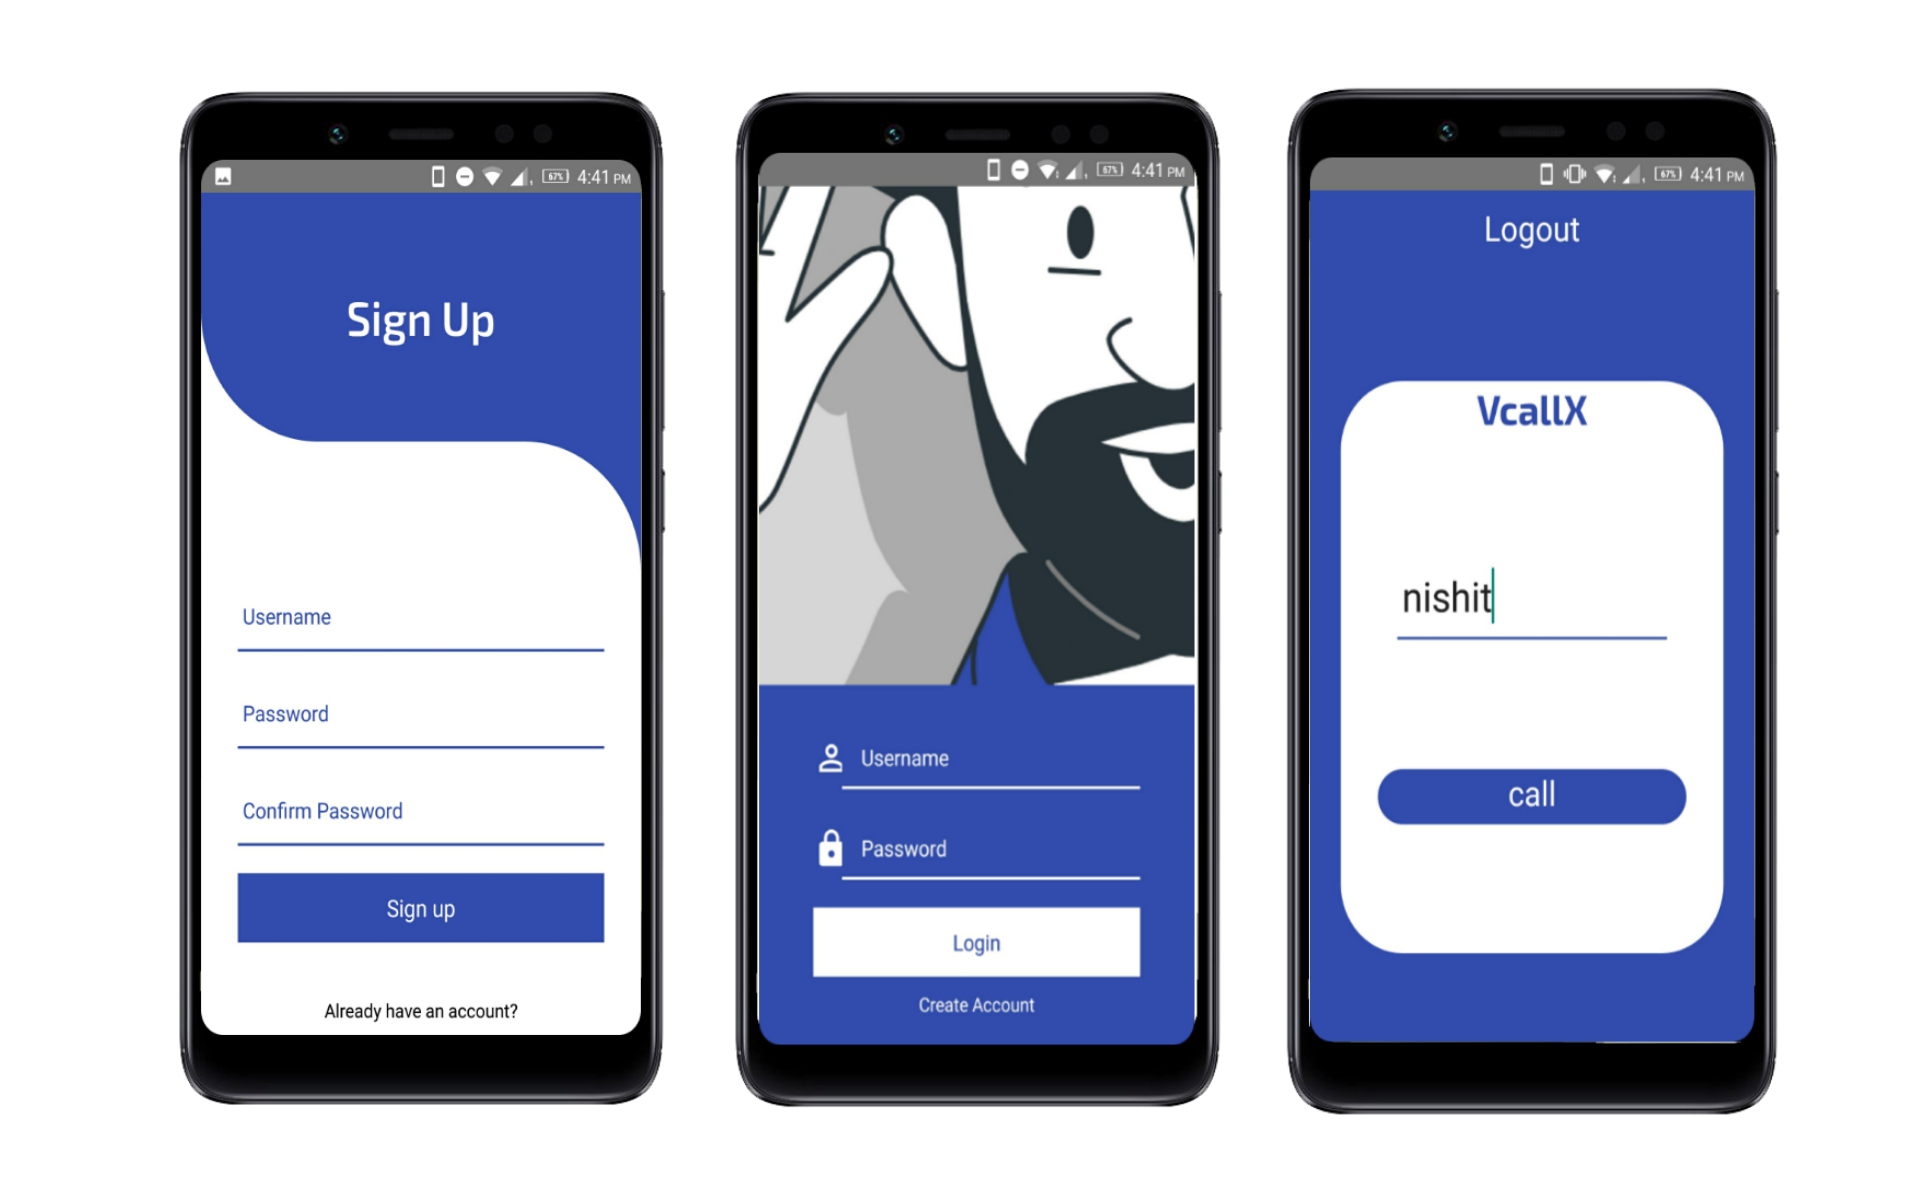 67% 4:41 PM
Sign Up
Username
Password
Confirm Password
Sign up
Already have an account?
67% 4:41 PM
Username
Password
Login
Create Account
67% 4:41 PM
Logout
VcallX
nishit
call